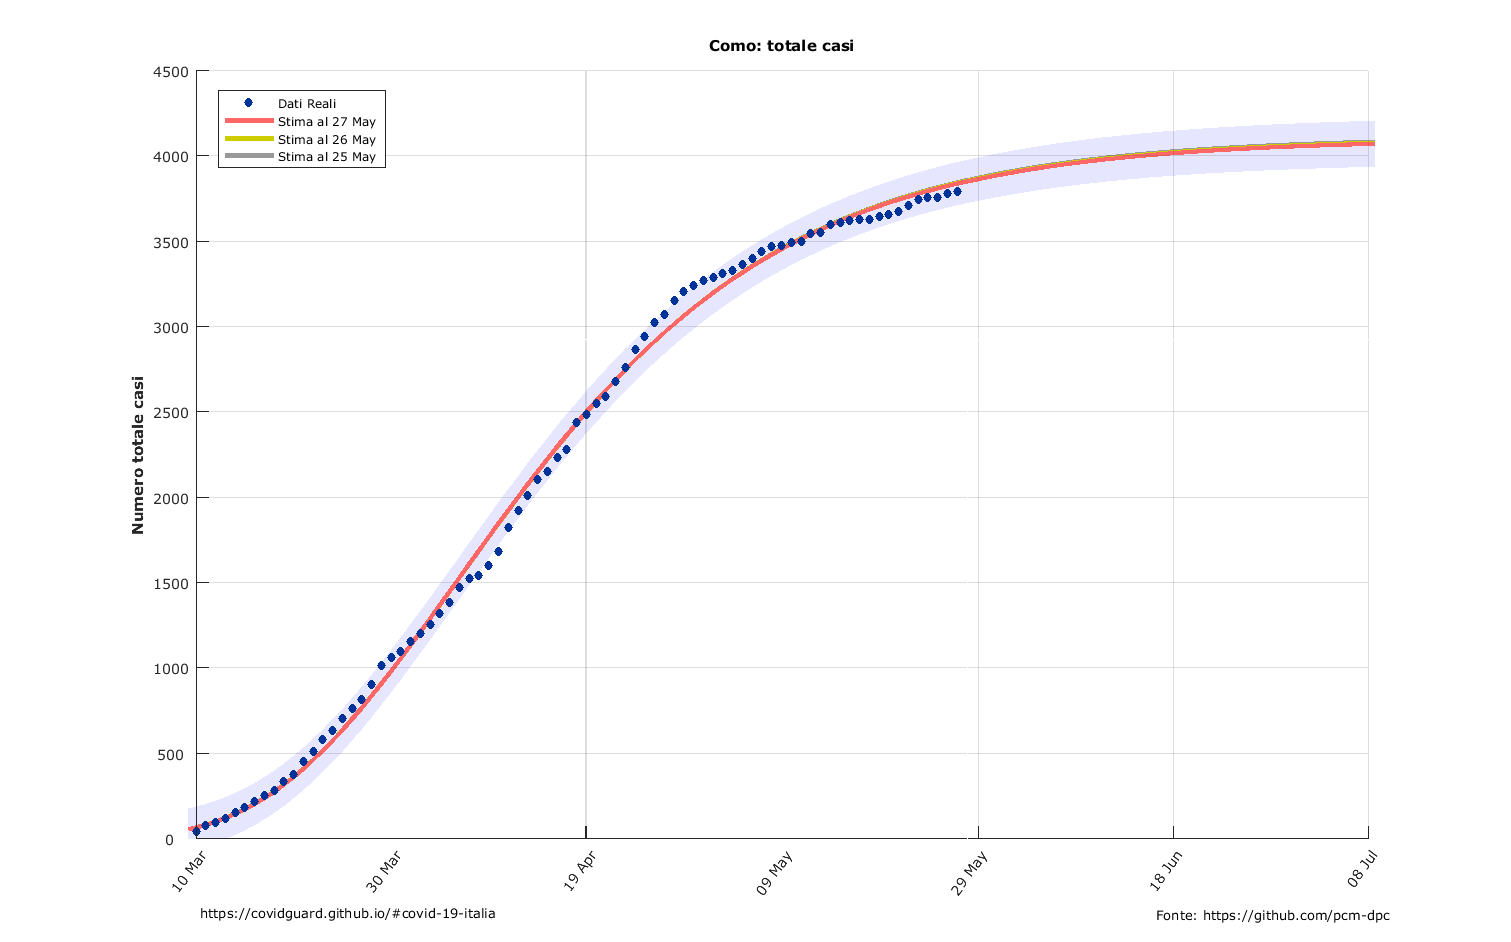 Como: totale casi
4500
4000
3500
3000
2500
2000
1500
1000
500
0
Numero totale casi
Dati Reali
Stima al 27 May
Stima al 26 May
Stima al 25 May
10 Mar
30 Mar
19 Apr
09 May
29 May
18 Jun
08 Jul
https://covidguard.github.io/#covid-19-italia
Fonte: https://github.com/pcm-dpc